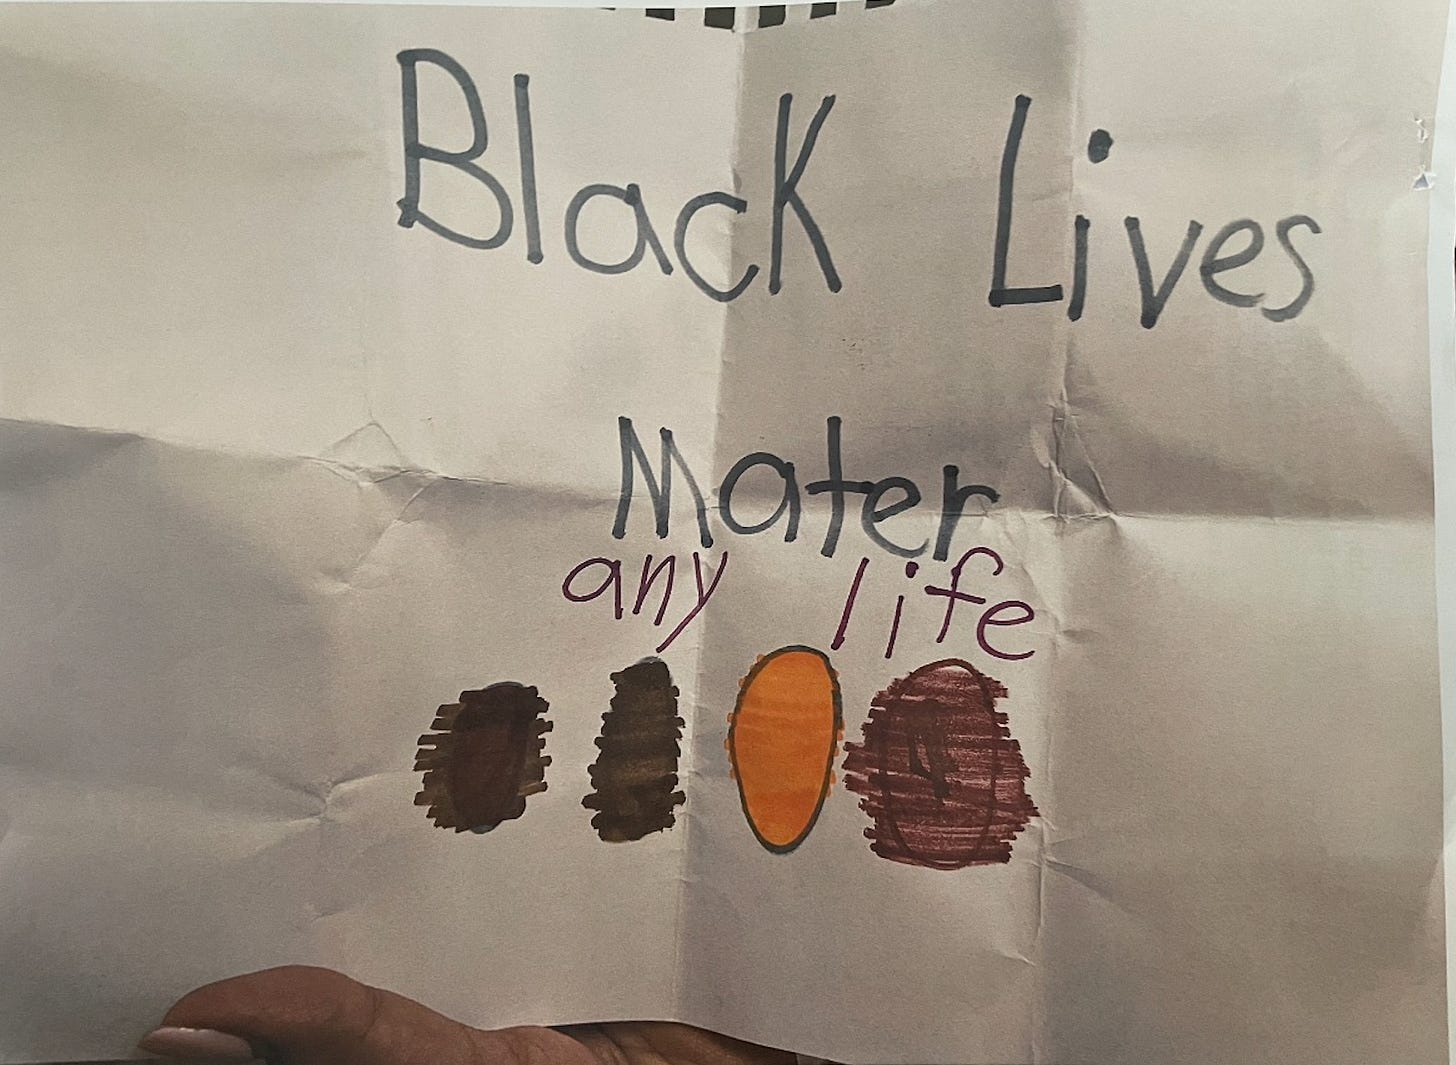 Black Lives
Mater
any life